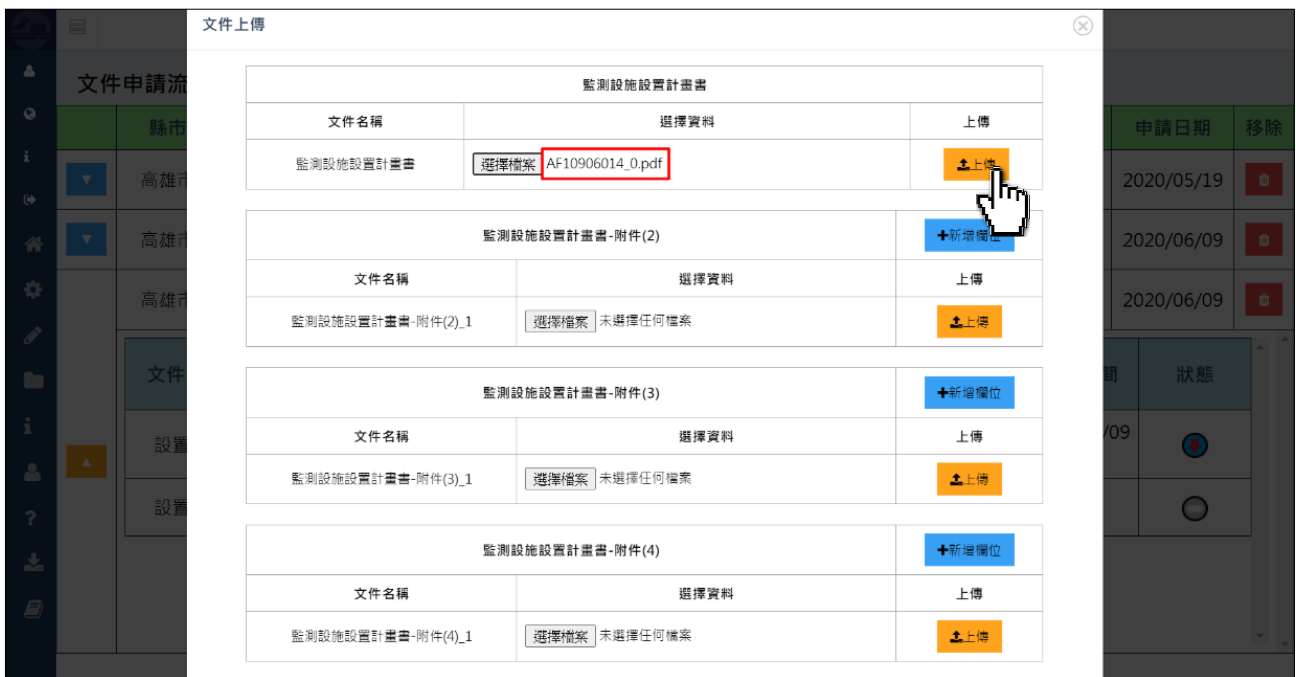 文件上傳
文件申請流
縣市
申請日期 移除
高雄市
2020/05/19
高雄市
2020/06/09
高雄市
2020/06/09
文件
間 狀態
設置
/09
設置
監測設施設置計畫書
文件名稱 選擇資料 上傳
監測設施設置計畫書 選擇檔案 AF10906014_0.pdf 上傳
監測設施設置計畫書-附件(2) +新增欄位
文件名稱 選擇資料 上傳
監測設施設置計畫書-附件(2)_1 選擇檔案 未選擇任何檔案 上傳
監測設施設置計畫書-附件(3) +新增欄位
文件名稱 選擇資料 上傳
監測設施設置計畫書-附件(3)_1 選擇檔案 未選擇任何檔案 上傳
監測設施設置計畫書-附件(4) +新增欄位
文件名稱 選擇資料 上傳
監測設施設置計畫書-附件(4)_1 選擇檔案 未選擇任何檔案 上傳